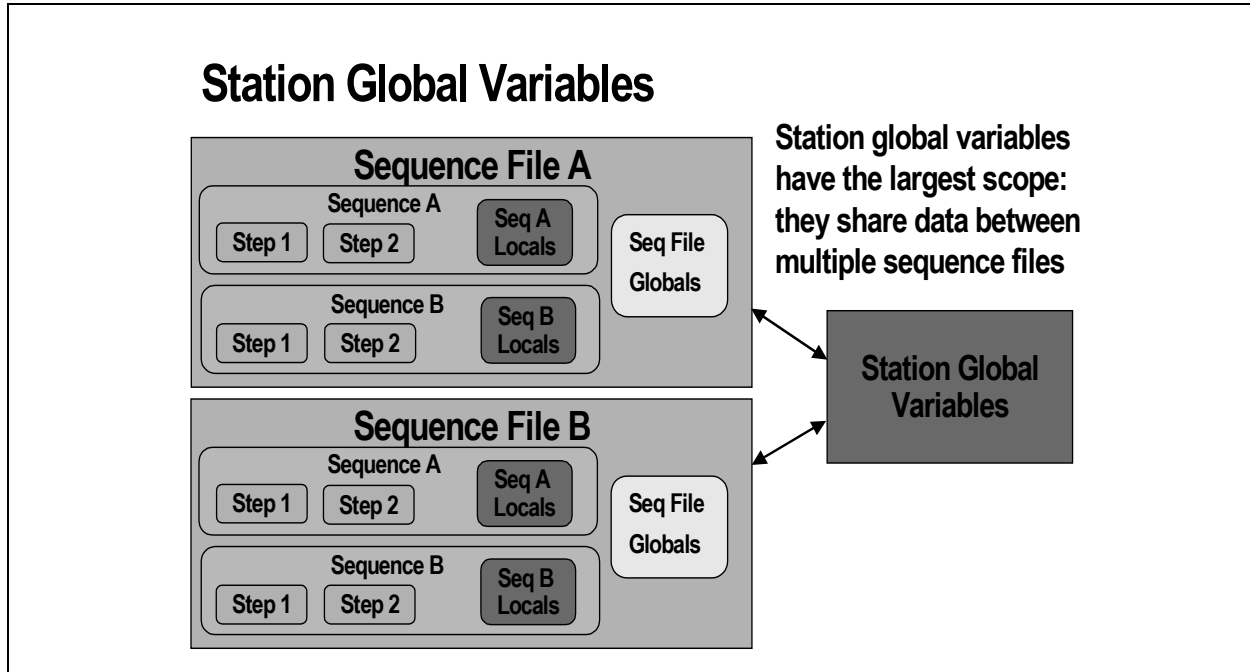 Station Global Variables
Sequence File A
Sequence A
Step 1
Step 2
Seq A
Locals
Sequence B
Step 1
Step 2
Seq B
Locals
Seq File
Globals
Sequence File B
Sequence A
Step 1
Step 2
Seq A
Locals
Sequence B
Step 1
Step 2
Seq B
Locals
Seq File
Globals
Station global variables
have the largest scope:
they share data between
multiple sequence files
Station Global
Variables